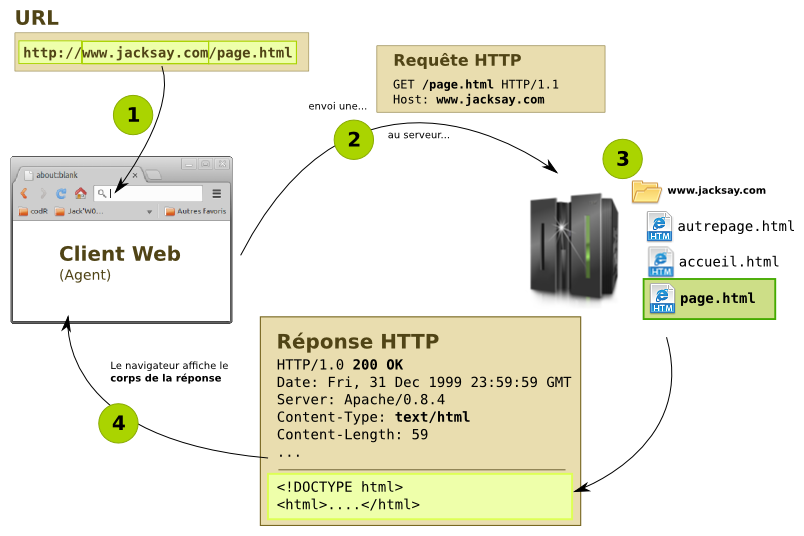 URL
http://www.jacksay.com/page.html
Requête HTTP
GET /page.html HTTP/1.1
Host: www.jacksay.com
envoi une...
1
2
au serveur...
3
www.jacksay.com
autrepage.html
accueil.html
page.html
HTM
HTM
HTM
about:blank
codR
Jack'W0...
Autres favoris
Client Web
(Agent)
Réponse HTTP
HTTP/1.0 200 OK
Date: Fri, 31 Dec 1999 23:59:59 GMT
Server: Apache/0.8.4
Content-Type: text/html
Content-Length: 59
...
<!DOCTYPE html>
<html>....</html>
Le navigateur affiche le
corps de la réponse
4